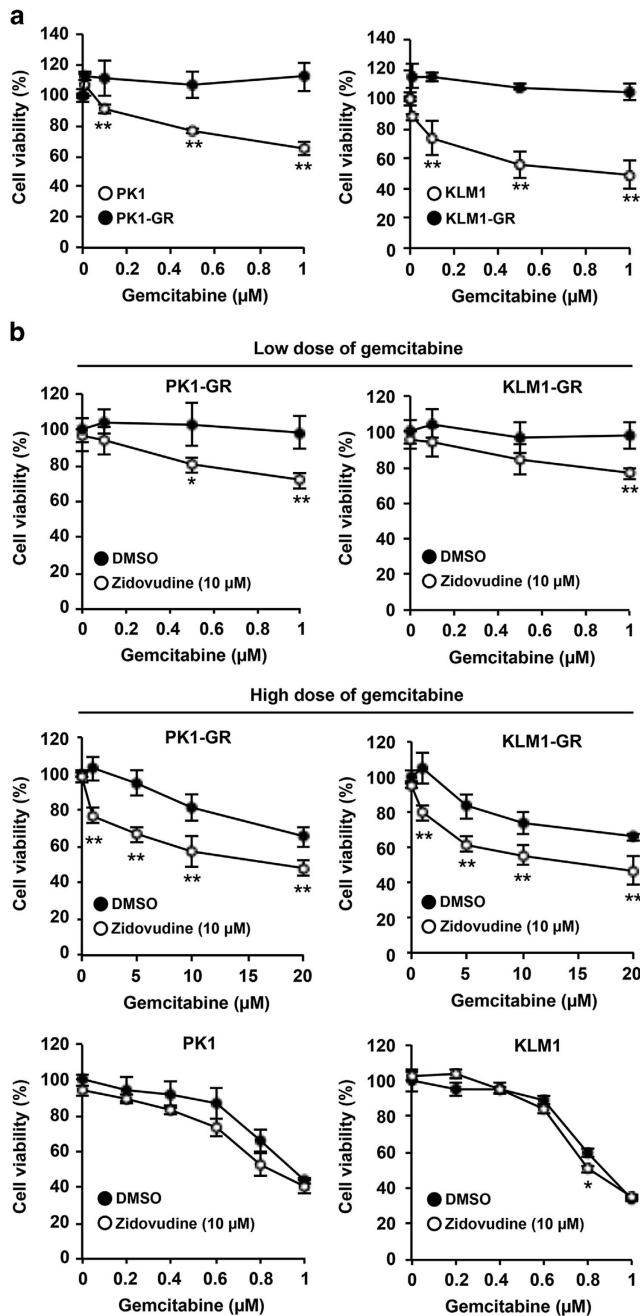 a
Cell viability (%)
140
120
100
80
60
40
20
0
**
**
**
PK1
PK1-GR
0 0.2 0.4 0.6 0.8 1
Gemcitabine (µM)
Cell viability (%)
140
120
100
80
60
40
20
0
**
**
**
KLM1
KLM1-GR
0 0.2 0.4 0.6 0.8 1
Gemcitabine (µM)
b
Low dose of gemcitabine
PK1-GR
Cell viability (%)
120
100
80
60
40
20
0
*
**
DMSO
Zidovudine (10 µM)
0 0.2 0.4 0.6 0.8 1
Gemcitabine (µM)
KLM1-GR
Cell viability (%)
120
100
80
60
40
20
0
**
DMSO
Zidovudine (10 µM)
0 0.2 0.4 0.6 0.8 1
Gemcitabine (µM)
High dose of gemcitabine
PK1-GR
Cell viability (%)
120
100
80
60
40
20
0
**
**
**
**
DMSO
Zidovudine (10 µM)
0 5 10 15 20
Gemcitabine (µM)
KLM1-GR
Cell viability (%)
120
100
80
60
40
20
0
**
**
**
**
DMSO
Zidovudine (10 µM)
0 5 10 15 20
Gemcitabine (µM)
PK1
Cell viability (%)
120
100
80
60
40
20
0
DMSO
Zidovudine (10 µM)
0 0.2 0.4 0.6 0.8 1
Gemcitabine (µM)
KLM1
Cell viability (%)
120
100
80
60
40
20
0
*
DMSO
Zidovudine (10 µM)
0 0.2 0.4 0.6 0.8 1
Gemcitabine (µM)